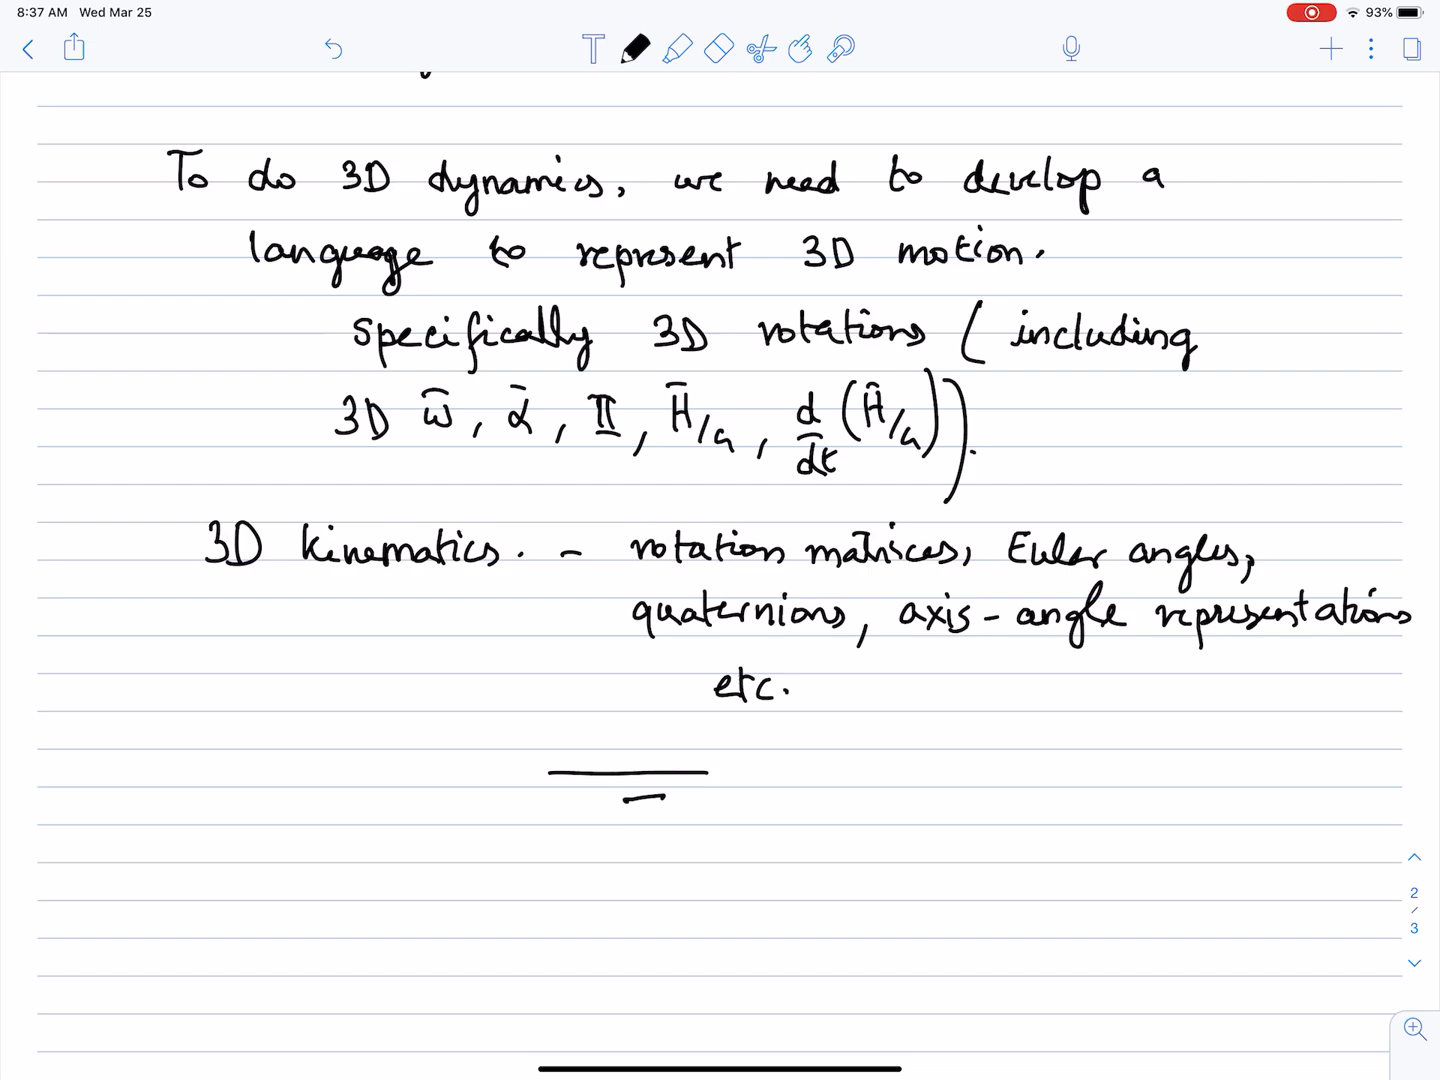 8:37 AM Wed Mar 25
93%
T
To do 3D dynamics, we need to develop a
language to represent 3D motion.
specifically 3D rotations (including
3D ω̄, ᾱ, II, H̄/G, d/dt (H̄/G)).
3D kinematics. - rotation matrices, Euler angles,
quaternions, axis-angle representations
etc.
2
/
3